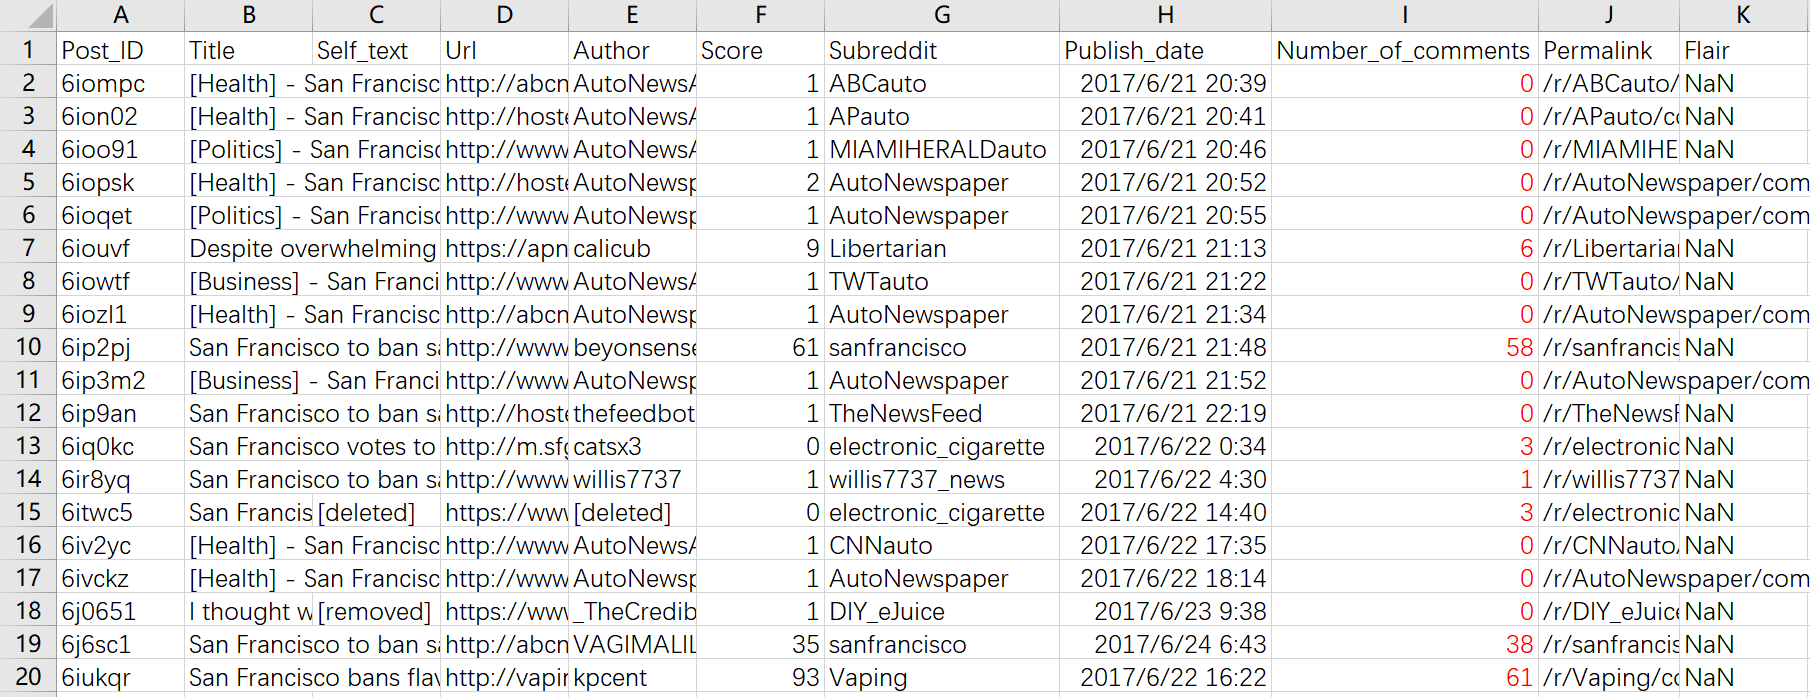 A B C D E F G H I J K
1 Post_ID Title Self_text Url Author Score Subreddit Publish_date Number_of_comments Permalink Flair
2 6iompc [Health] - San Francisc http://abcn AutoNewsA 1 ABCauto 2017/6/21 20:39 0 /r/ABCauto/ NaN
3 6ion02 [Health] - San Francisc http://hoste AutoNewsA 1 APauto 2017/6/21 20:41 0 /r/APauto/co NaN
4 6ioo91 [Politics] - San Francisc http://www AutoNewsA 1 MIAMIHERALDauto 2017/6/21 20:46 0 /r/MIAMIHE NaN
5 6iopsk [Health] - San Francisc http://hoste AutoNewsp 2 AutoNewspaper 2017/6/21 20:52 0 /r/AutoNewspaper/com
6 6ioqet [Politics] - San Francisc http://www AutoNewsp 1 AutoNewspaper 2017/6/21 20:55 0 /r/AutoNewspaper/com
7 6iouvf Despite overwhelming https://apn calicub 9 Libertarian 2017/6/21 21:13 6 /r/Libertaria NaN
8 6iowtf [Business] - San Franci http://www AutoNewsA 1 TWTauto 2017/6/21 21:22 0 /r/TWTauto/ NaN
9 6iozl1 [Health] - San Francisc http://abcn AutoNewsp 1 AutoNewspaper 2017/6/21 21:34 0 /r/AutoNewspaper/com
10 6ip2pj San Francisco to ban sa http://www beyonsense 61 sanfrancisco 2017/6/21 21:48 58 /r/sanfrancis NaN
11 6ip3m2 [Business] - San Franci http://www AutoNewsp 1 AutoNewspaper 2017/6/21 21:52 0 /r/AutoNewspaper/com
12 6ip9an San Francisco to ban sa http://hoste thefeedbot 1 TheNewsFeed 2017/6/21 22:19 0 /r/TheNewsF NaN
13 6iq0kc San Francisco votes to http://m.sfg catsx3 0 electronic_cigarette 2017/6/22 0:34 3 /r/electronic NaN
14 6ir8yq San Francisco to ban sa http://www willis7737 1 willis7737_news 2017/6/22 4:30 1 /r/willis7737 NaN
15 6itwc5 San Francis [deleted] https://www [deleted] 0 electronic_cigarette 2017/6/22 14:40 3 /r/electronic NaN
16 6iv2yc [Health] - San Francisc http://www AutoNewsA 1 CNNauto 2017/6/22 17:35 0 /r/CNNauto/ NaN
17 6ivckz [Health] - San Francisc http://www AutoNewsp 1 AutoNewspaper 2017/6/22 18:14 0 /r/AutoNewspaper/com
18 6j0651 I thought w [removed] https://www _TheCredib 1 DIY_eJuice 2017/6/23 9:38 0 /r/DIY_eJuice NaN
19 6j6sc1 San Francisco to ban sa http://abcn VAGIMALIL 35 sanfrancisco 2017/6/24 6:43 38 /r/sanfrancis NaN
20 6iukqr San Francisco bans flav http://vapin kpcent 93 Vaping 2017/6/22 16:22 61 /r/Vaping/co NaN